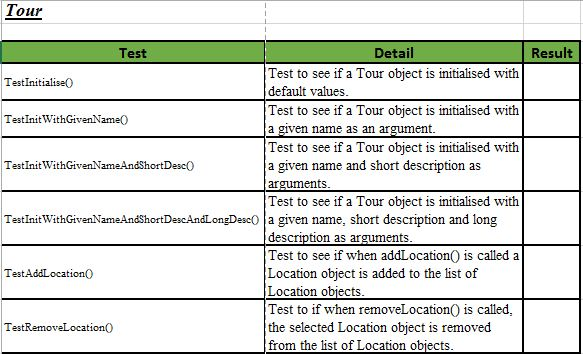 Tour
Test Detail Result
TestInitialise() Test to see if a Tour object is initialised with
default values.
TestInitWithGivenName() Test to see if a Tour object is initialised with
a given name as an argument.
TestInitWithGivenNameAndShortDesc() Test to see if a Tour object is initialised with
a given name and short description as
arguments.
TestInitWithGivenNameAndShortDescAndLongDesc() Test to see if a Tour object is initialised with
a given name, short description and long
description as arguments.
TestAddLocation() Test to see if when addLocation() is called a
Location object is added to the list of
Location objects.
TestRemoveLocation() Test to if when removeLocation() is called,
the selected Location object is removed
from the list of Location objects.